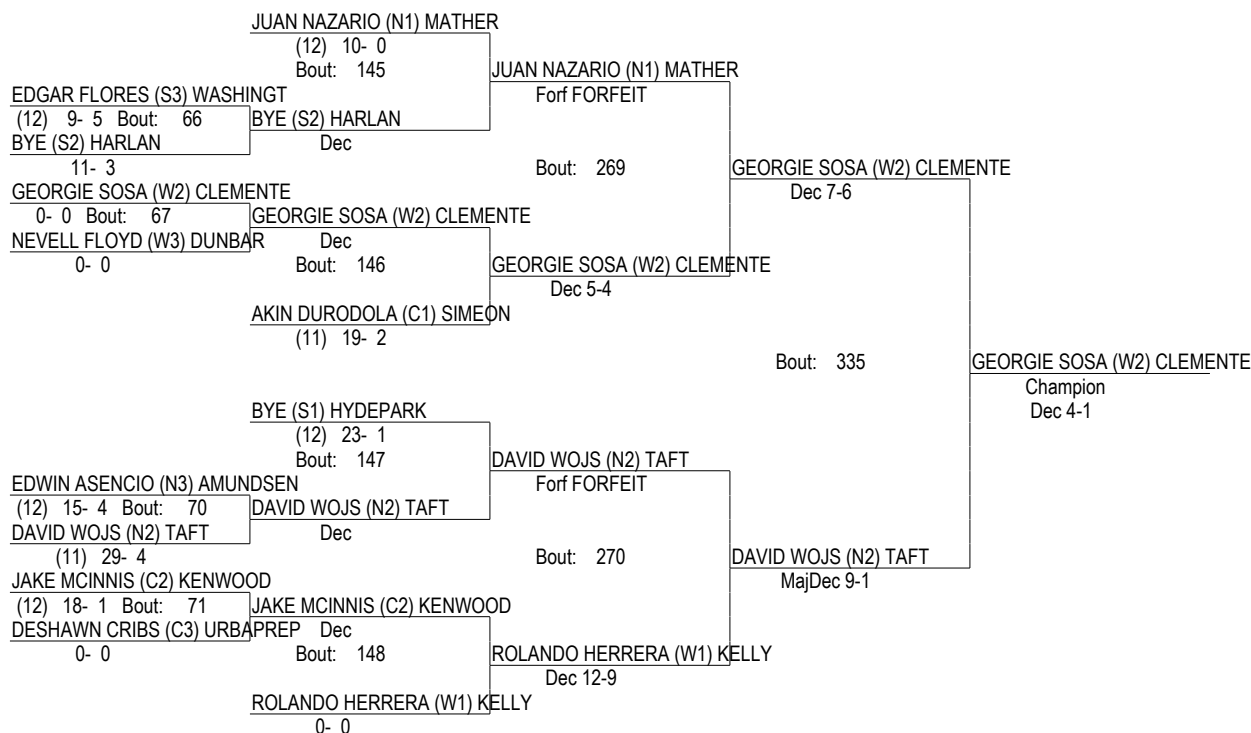 JUAN NAZARIO (N1) MATHER
(12) 10- 0
Bout: 145
JUAN NAZARIO (N1) MATHER
EDGAR FLORES (S3) WASHINGT
Forf FORFEIT
(12) 9- 5 Bout: 66
BYE (S2) HARLAN
BYE (S2) HARLAN
Dec
11- 3
Bout: 269
GEORGIE SOSA (W2) CLEMENTE
GEORGIE SOSA (W2) CLEMENTE
Dec 7-6
0- 0 Bout: 67
GEORGIE SOSA (W2) CLEMENTE
NEVELL FLOYD (W3) DUNBAR
Dec
0- 0
Bout: 146
GEORGIE SOSA (W2) CLEMENTE
Dec 5-4
AKIN DURODOLA (C1) SIMEON
(11) 19- 2
Bout: 335
GEORGIE SOSA (W2) CLEMENTE
Champion
Dec 4-1
BYE (S1) HYDEPARK
(12) 23- 1
Bout: 147
DAVID WOJS (N2) TAFT
EDWIN ASENCIO (N3) AMUNDSEN
Forf FORFEIT
(12) 15- 4 Bout: 70
DAVID WOJS (N2) TAFT
DAVID WOJS (N2) TAFT
Dec
(11) 29- 4
Bout: 270
DAVID WOJS (N2) TAFT
JAKE MCINNIS (C2) KENWOOD
MajDec 9-1
(12) 18- 1 Bout: 71
JAKE MCINNIS (C2) KENWOOD
DESHAWN CRIBS (C3) URBAPREP
Dec
0- 0
Bout: 148
ROLANDO HERRERA (W1) KELLY
Dec 12-9
ROLANDO HERRERA (W1) KELLY
0- 0